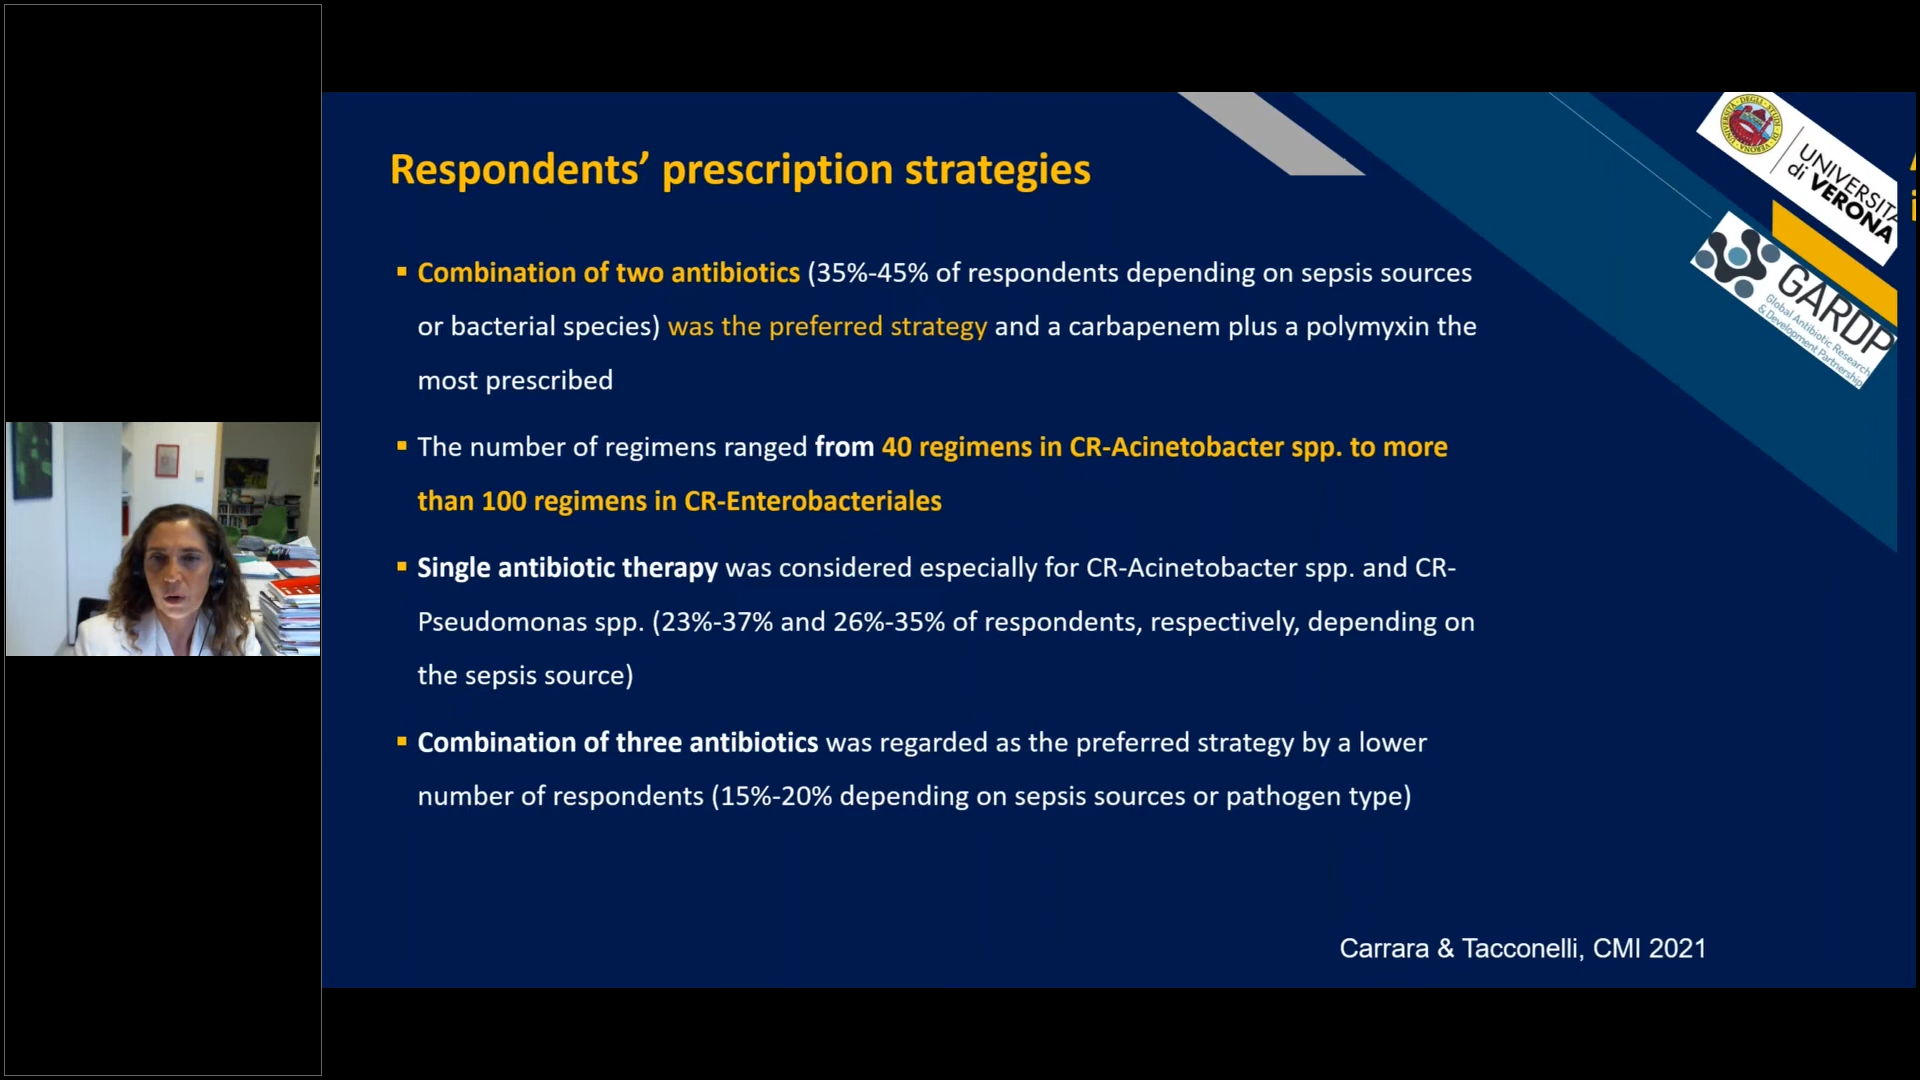 Respondents’ prescription strategies
▪ Combination of two antibiotics (35%-45% of respondents depending on sepsis sources
or bacterial species) was the preferred strategy and a carbapenem plus a polymyxin the
most prescribed
▪ The number of regimens ranged from 40 regimens in CR-Acinetobacter spp. to more
than 100 regimens in CR-Enterobacteriales
▪ Single antibiotic therapy was considered especially for CR-Acinetobacter spp. and CR-
Pseudomonas spp. (23%-37% and 26%-35% of respondents, respectively, depending on
the sepsis source)
▪ Combination of three antibiotics was regarded as the preferred strategy by a lower
number of respondents (15%-20% depending on sepsis sources or pathogen type)
Carrara & Tacconelli, CMI 2021
UNIVERSITÀ
di VERONA
GARDP
Global Antibiotic Research
& Development Partnership